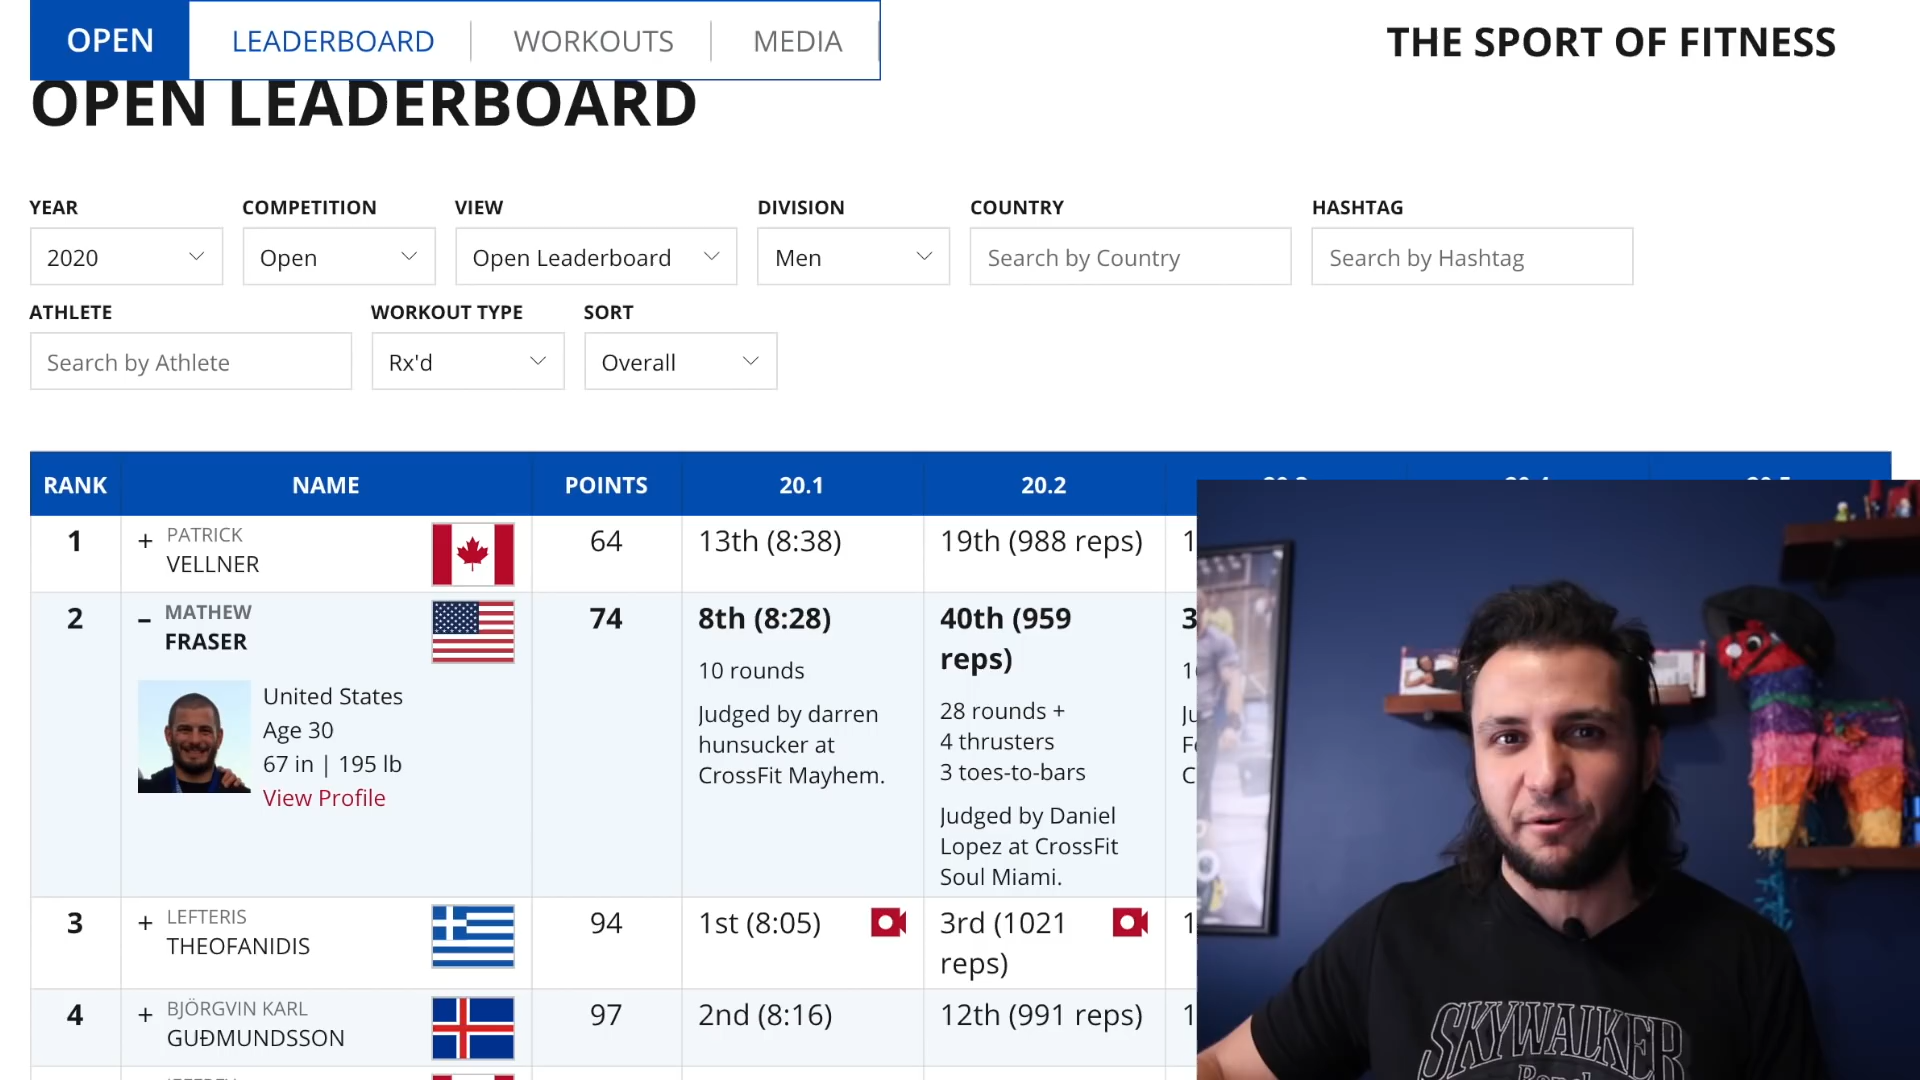 OPEN LEADERBOARD WORKOUTS MEDIA
THE SPORT OF FITNESS
OPEN LEADERBOARD
YEAR COMPETITION VIEW DIVISION COUNTRY HASHTAG
2020 Open Open Leaderboard Men Search by Country Search by Hashtag
ATHLETE WORKOUT TYPE SORT
Search by Athlete Rx'd Overall
RANK NAME POINTS 20.1 20.2
1 + PATRICK
VELLNER
64 13th (8:38) 19th (988 reps) 1
2 – MATHEW
FRASER
United States
Age 30
67 in | 195 lb
View Profile
74
8th (8:28)
10 rounds
Judged by darren
hunsucker at
CrossFit Mayhem.
40th (959
reps)
28 rounds +
4 thrusters
3 toes-to-bars
Judged by Daniel
Lopez at CrossFit
Soul Miami.
3
3 + LEFTERIS
THEOFANIDIS
94 1st (8:05) 3rd (1021
reps)
1
4 + BJÖRGVIN KARL
GUÐMUNDSSON
97 2nd (8:16) 12th (991 reps) 1
SKYWALKER